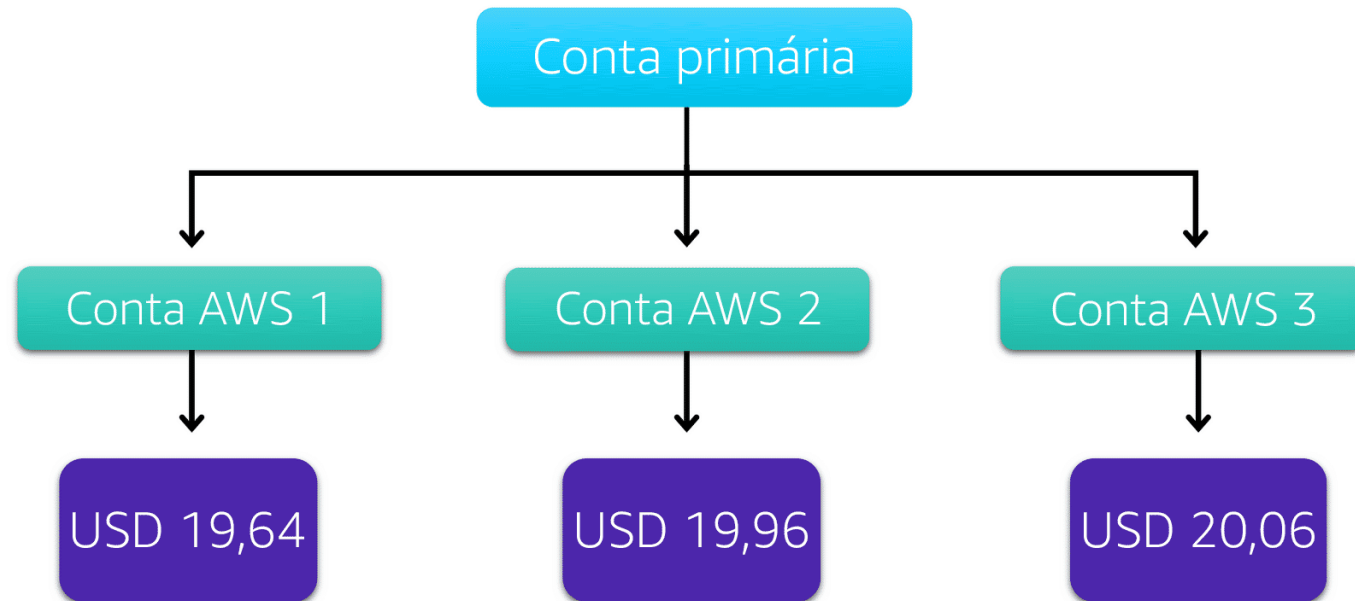 Conta primária
Conta AWS 1
Conta AWS 2
Conta AWS 3
USD 19,64
USD 19,96
USD 20,06